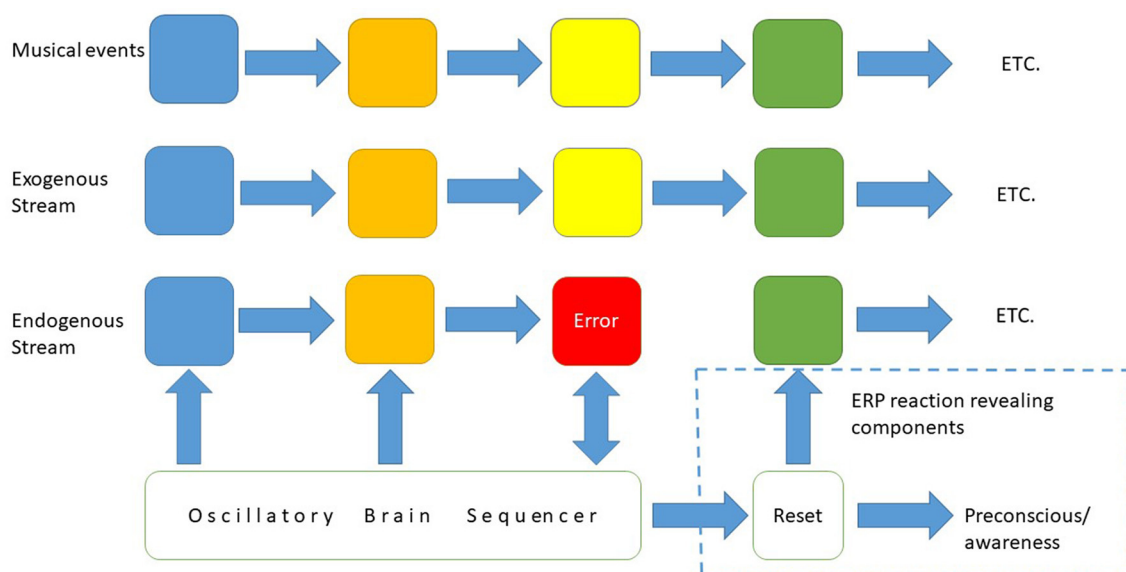 Musical events
ETC.
Exogenous
Stream
ETC.
Endogenous
Stream
Error
ETC.
ERP reaction revealing
components
Oscillatory Brain Sequencer
Reset
Preconscious/
awareness